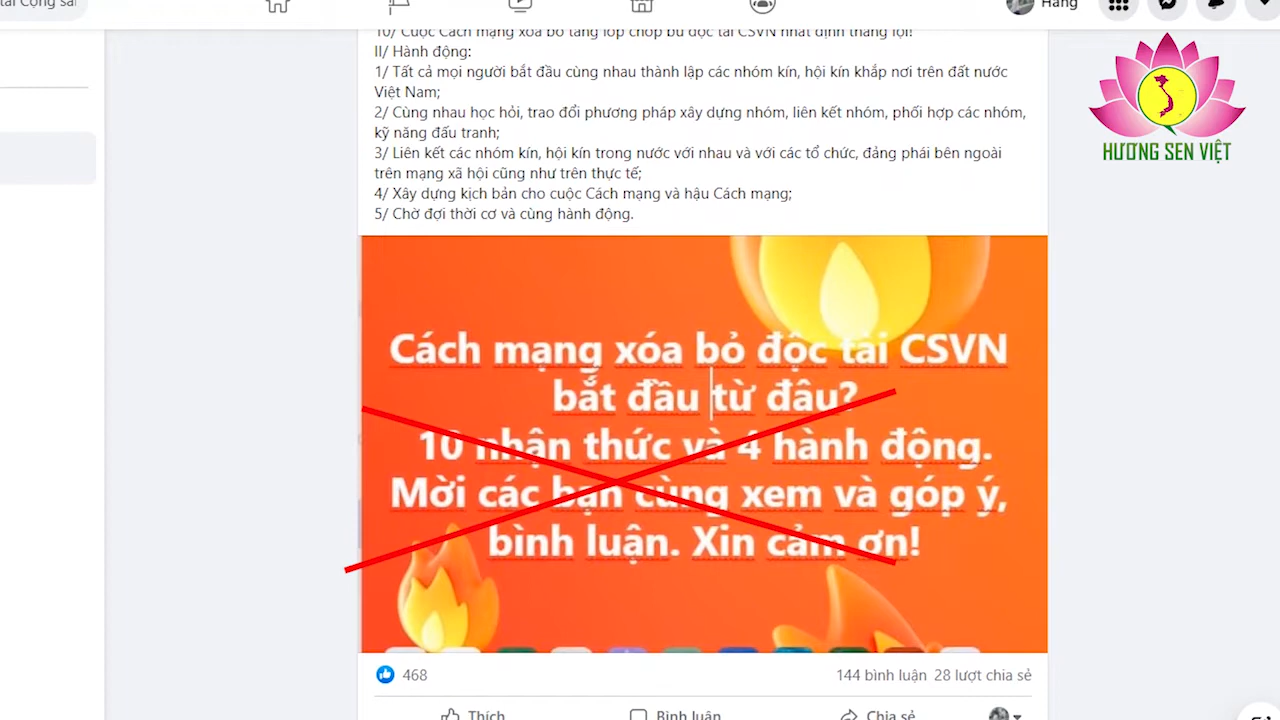 tài Cộng sản
Hằng
10/ Cuộc Cách mạng xóa bỏ tầng lớp chóp bu độc tài CSVN nhất định thắng lợi!
II/ Hành động:
1/ Tất cả mọi người bắt đầu cùng nhau thành lập các nhóm kín, hội kín khắp nơi trên đất nước
Việt Nam;
2/ Cùng nhau học hỏi, trao đổi phương pháp xây dựng nhóm, liên kết nhóm, phối hợp các nhóm,
kỹ năng đấu tranh;
3/ Liên kết các nhóm kín, hội kín trong nước với nhau và với các tổ chức, đảng phái bên ngoài
trên mạng xã hội cũng như trên thực tế;
4/ Xây dựng kịch bản cho cuộc Cách mạng và hậu Cách mạng;
5/ Chờ đợi thời cơ và cùng hành động.
HƯƠNG SEN VIỆT
Cách mạng xóa bỏ độc tài CSVN
bắt đầu từ đâu?
10 nhận thức và 4 hành động.
Mời các bạn cùng xem và góp ý,
bình luận. Xin cảm ơn!
468
144 bình luận 28 lượt chia sẻ
Thích
Bình luận
Chia sẻ